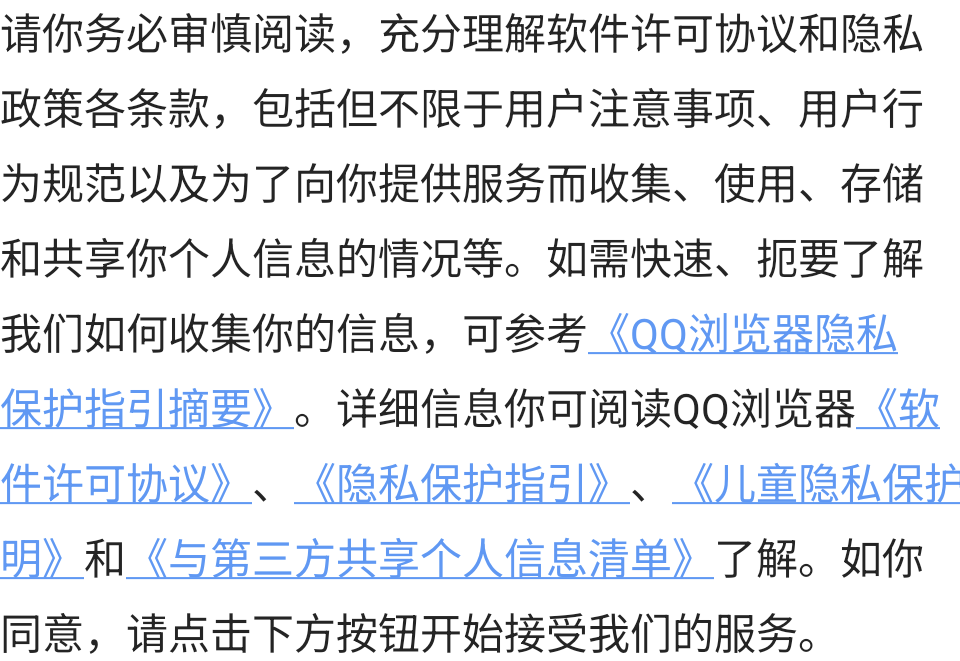 请你务必审慎阅读，充分理解软件许可协议和隐私
政策各条款，包括但不限于用户注意事项、用户行
为规范以及为了向你提供服务而收集、使用、存储
和共享你个人信息的情况等。如需快速、扼要了解
我们如何收集你的信息，可参考《QQ浏览器隐私
保护指引摘要》。详细信息你可阅读QQ浏览器《软
件许可协议》、《隐私保护指引》、《儿童隐私保护
明》和《与第三方共享个人信息清单》了解。如你
同意，请点击下方按钮开始接受我们的服务。